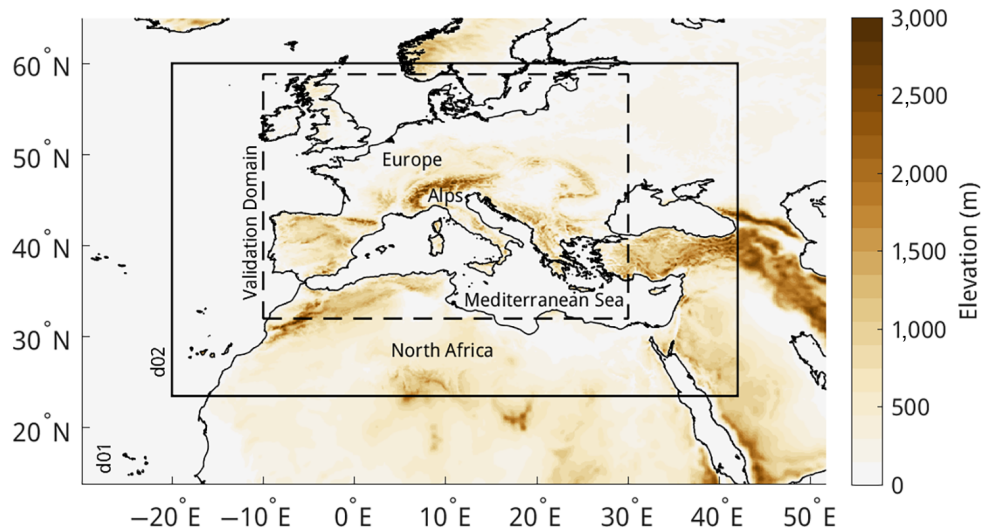 60°N
50°N
40°N
30°N
20°N
−20°E
−10°E
0°E
10°E
20°E
30°E
40°E
50°E
Validation Domain
d02
d01
Europe
Alps
Mediterranean Sea
North Africa
3,000
2,500
2,000
1,500
1,000
500
0
Elevation (m)